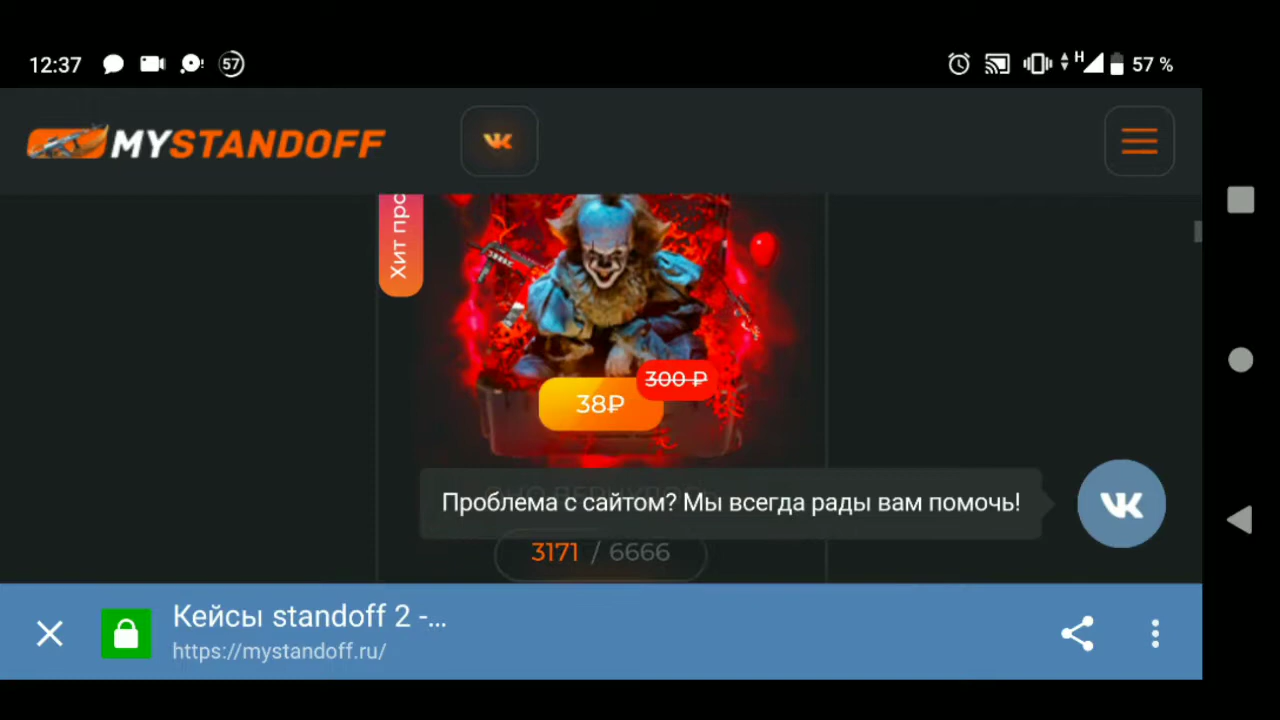 12:37
57
H
57 %
MYSTANDOFF
Хит про
300 ₽
38₽
Проблема с сайтом? Мы всегда рады вам помочь!
3171 / 6666
Кейсы standoff 2 -...
https://mystandoff.ru/